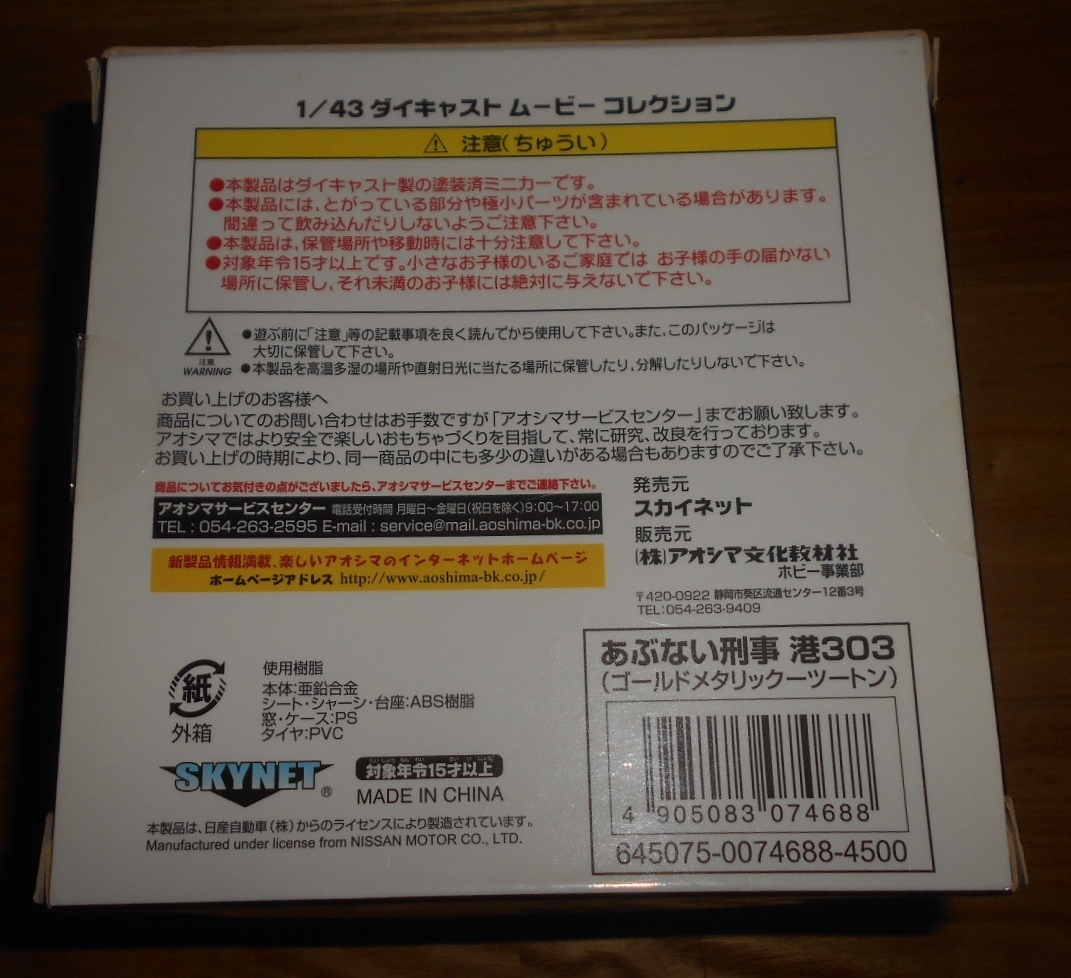 1/43 ダイキャスト ムービー コレクション
注意(ちゅうい)
●本製品はダイキャスト製の塗装済ミニカーです。
●本製品には、とがっている部分や極小パーツが含まれている場合があります。
間違って飲み込んだりしないようご注意下さい。
●本製品は、保管場所や移動時には十分注意して下さい。
●対象年令15才以上です。小さなお子様のいるご家庭では お子様の手の届かない
場所に保管し、それ未満のお子様には絶対に与えないで下さい。
注意
WARNING
●遊ぶ前に「注意」等の記載事項を良く読んでから使用して下さい。また、このパッケージは
大切に保管して下さい。
●本製品を高温多湿の場所や直射日光に当たる場所に保管したり、分解したりしないで下さい。
お買い上げのお客様へ
商品についてのお問い合わせはお手数ですが「アオシマサービスセンター」までお願い致します。
アオシマではより安全で楽しいおもちゃづくりを目指して、常に研究、改良を行っております。
お買い上げの時期により、同一商品の中にも多少の違いがある場合もありますのでご了承下さい。
商品についてお気付きの点がございましたら、アオシマサービスセンターまでご連絡下さい。
アオシマサービスセンター 電話受付時間 月曜日~金曜日(祝日を除く)9:00~17:00
TEL : 054-263-2595 E-mail : service@mail.aoshima-bk.co.jp
新製品情報満載、楽しいアオシマのインターネットホームページ
ホームページアドレス http://www.aoshima-bk.co.jp/
発売元
スカイネット
販売元
(株)アオシマ文化教材社
ホビー事業部
〒420-0922 静岡市葵区流通センター12番3号
TEL:054-263-9409
紙
外箱
使用樹脂
本体:亜鉛合金
シート・シャーシ・台座:ABS樹脂
窓・ケース:PS
タイヤ:PVC
SKYNET®
対象年令15才以上
MADE IN CHINA
本製品は、日産自動車(株)からのライセンスにより製造されています。
Manufactured under license from NISSAN MOTOR CO., LTD.
あぶない刑事 港303
(ゴールドメタリックーツートン)
4 905083 074688
645075-0074688-4500